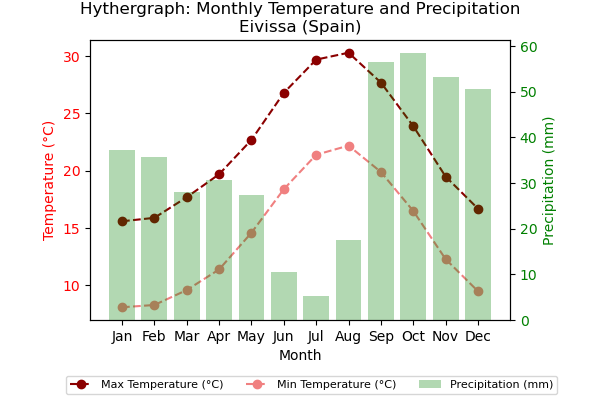 Hythergraph: Monthly Temperature and Precipitation
Eivissa (Spain)
30
25
20
15
10
Temperature (°C)
60
50
40
30
20
10
0
Precipitation (mm)
Jan Feb Mar Apr May Jun Jul Aug Sep Oct Nov Dec
Month
Max Temperature (°C) Min Temperature (°C) Precipitation (mm)